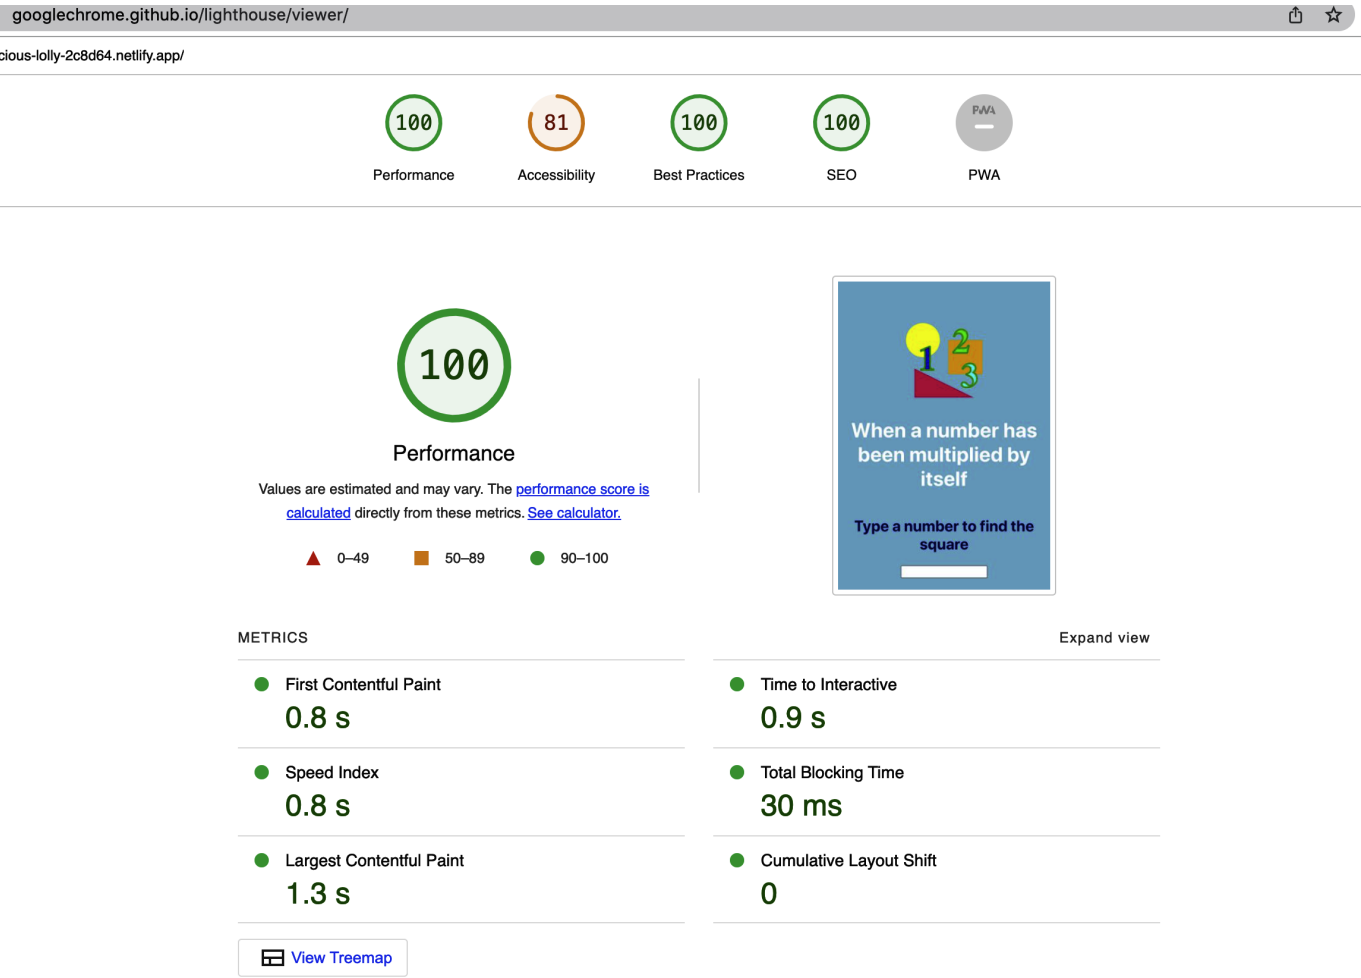 googlechrome.github.io/lighthouse/viewer/
cious-lolly-2c8d64.netlify.app/
100 81 100 100 PWA
Performance Accessibility Best Practices SEO PWA
100
Performance
Values are estimated and may vary. The performance score is
calculated directly from these metrics. See calculator.
0–49 50–89 90–100
1 2 3
When a number has
been multiplied by
itself
Type a number to find the
square
METRICS Expand view
First Contentful Paint
0.8 s
Time to Interactive
0.9 s
Speed Index
0.8 s
Total Blocking Time
30 ms
Largest Contentful Paint
1.3 s
Cumulative Layout Shift
0
View Treemap